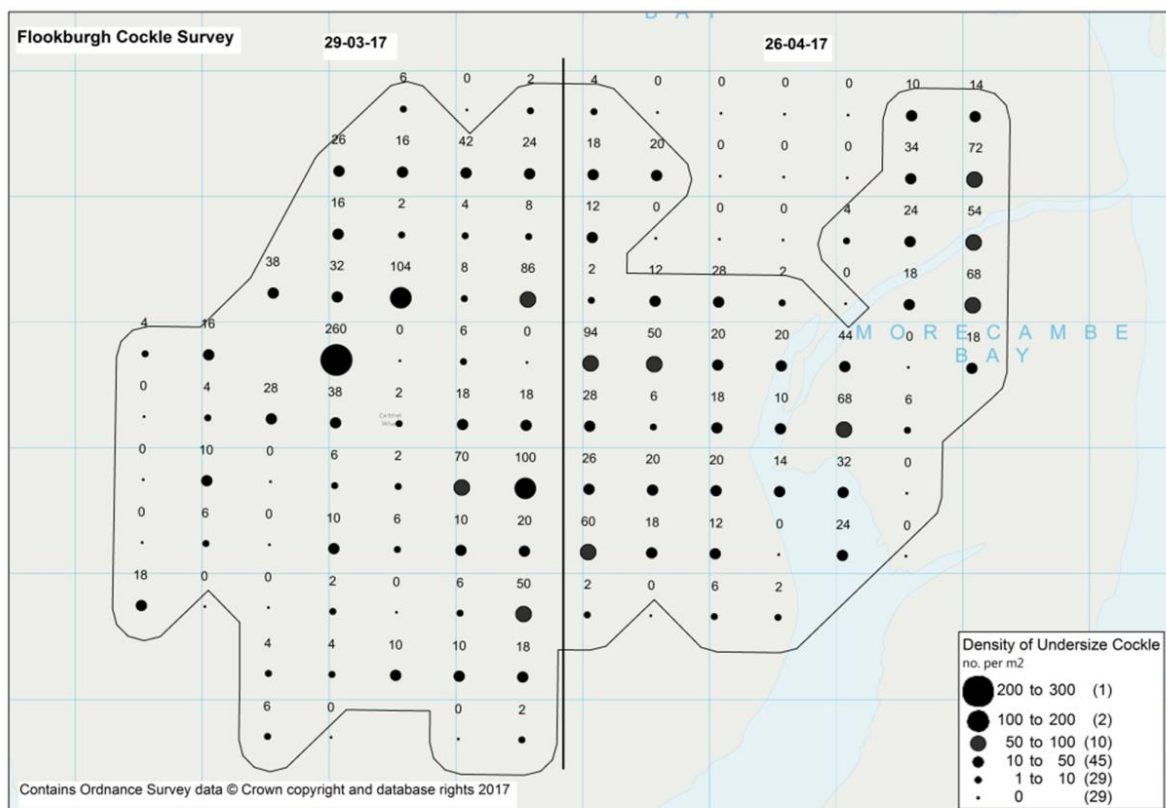 B A Y
Flookburgh Cockle Survey 29-03-17 26-04-17
6 0 2 4 0 0 0 0 10 14
26 16 42 24 18 20 0 0 0 34 72
16 2 4 8 12 0 0 0 4 24 54
38 32 104 8 86 2 12 28 2 0 18 68
4 16 260 0 6 0 94 50 20 20 44 0 18
M O R E C A M B E
B A Y
0 4 28 38 2 18 18 28 6 18 10 68 6
0 10 0 6 2 70 100 26 20 20 14 32 0
0 6 0 10 6 10 20 60 18 12 0 24 0
18 0 0 2 0 6 50 2 0 6 2
4 4 10 10 18
6 0 0 2
Density of Undersize Cockle
no. per m2
200 to 300 (1)
100 to 200 (2)
50 to 100 (10)
10 to 50 (45)
1 to 10 (29)
0 (29)
Contains Ordnance Survey data © Crown copyright and database rights 2017